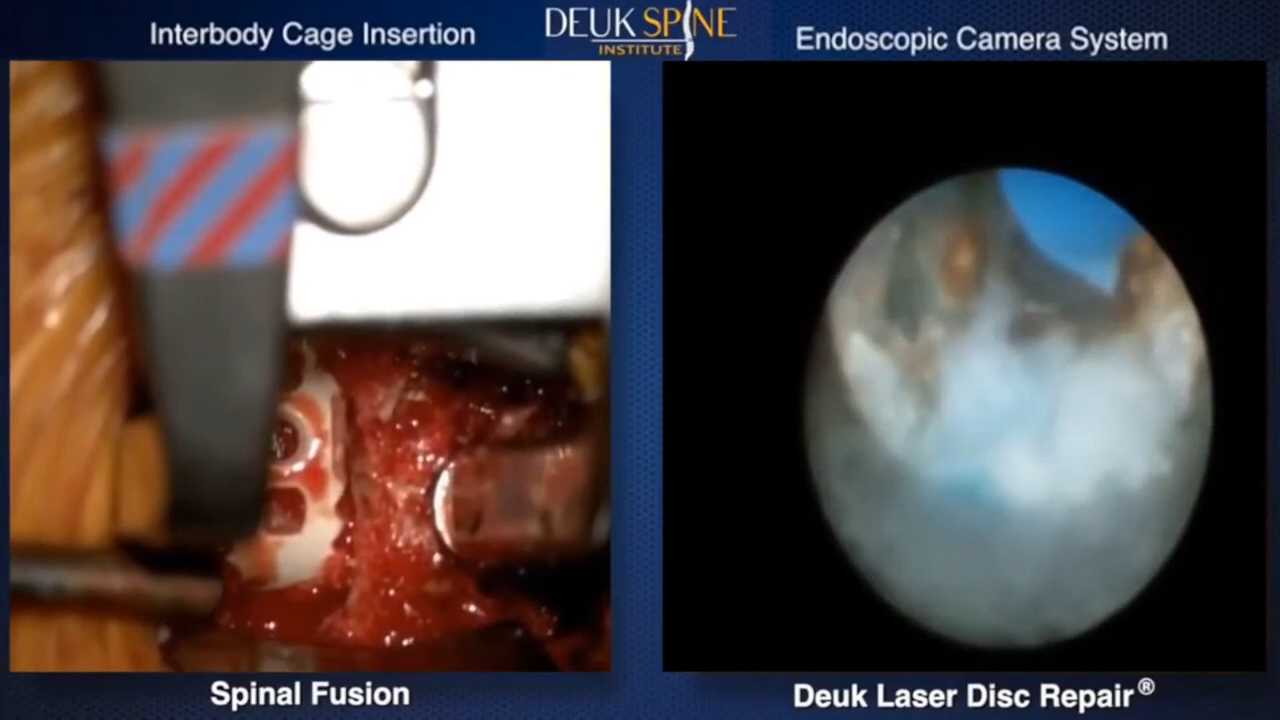 Interbody Cage Insertion
DEUK SPINE
INSTITUTE
Endoscopic Camera System
Spinal Fusion
Deuk Laser Disc Repair®